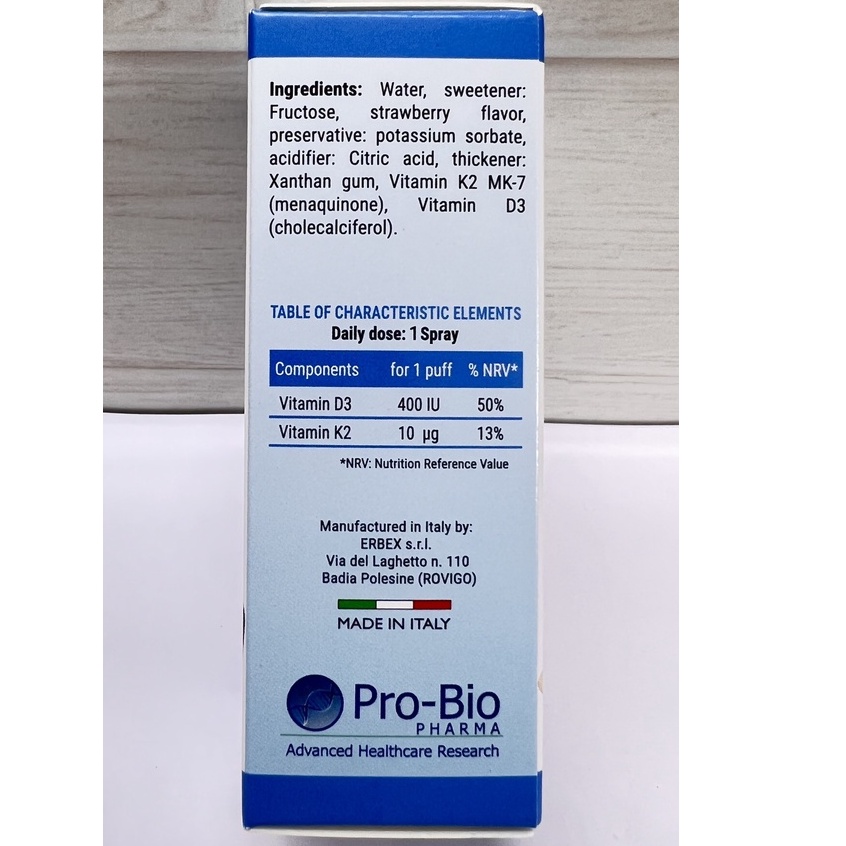 Ingredients: Water, sweetener:
Fructose, strawberry flavor,
preservative: potassium sorbate,
acidifier: Citric acid, thickener:
Xanthan gum, Vitamin K2 MK-7
(menaquinone), Vitamin D3
(cholecalciferol).
TABLE OF CHARACTERISTIC ELEMENTS
Daily dose: 1 Spray
Components for 1 puff % NRV*
Vitamin D3 400 IU 50%
Vitamin K2 10 µg 13%
*NRV: Nutrition Reference Value
Manufactured in Italy by:
ERBEX s.r.l.
Via del Laghetto n. 110
Badia Polesine (ROVIGO)
MADE IN ITALY
Pro-Bio
PHARMA
Advanced Healthcare Research